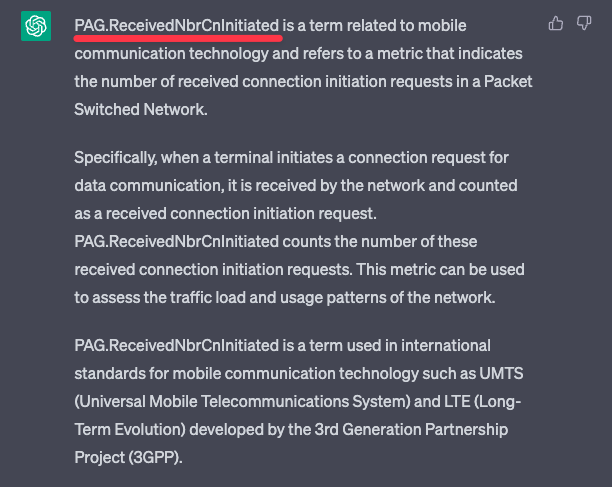 PAG.ReceivedNbrCnInitiated is a term related to mobile
communication technology and refers to a metric that indicates
the number of received connection initiation requests in a Packet
Switched Network.
Specifically, when a terminal initiates a connection request for
data communication, it is received by the network and counted
as a received connection initiation request.
PAG.ReceivedNbrCnInitiated counts the number of these
received connection initiation requests. This metric can be used
to assess the traffic load and usage patterns of the network.
PAG.ReceivedNbrCnInitiated is a term used in international
standards for mobile communication technology such as UMTS
(Universal Mobile Telecommunications System) and LTE (Long-
Term Evolution) developed by the 3rd Generation Partnership
Project (3GPP).